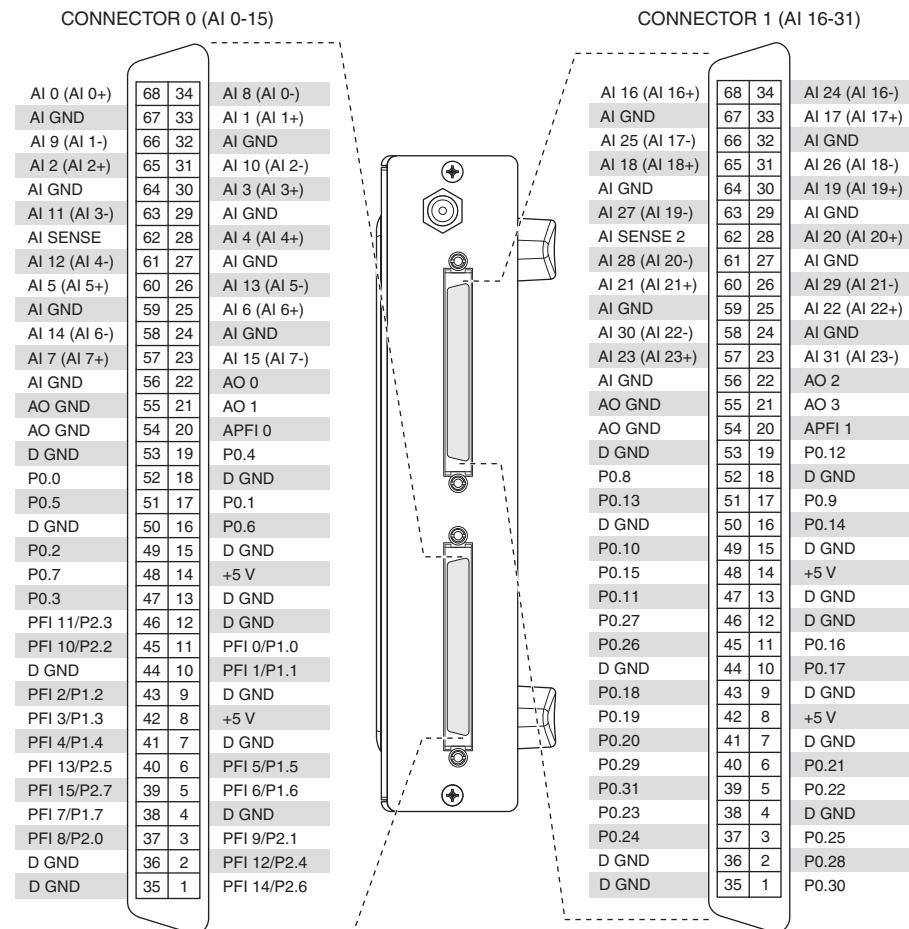 CONNECTOR 0 (AI 0-15)
AI 0 (AI 0+) 68 34 AI 8 (AI 0-)
AI GND 67 33 AI 1 (AI 1+)
AI 9 (AI 1-) 66 32 AI GND
AI 2 (AI 2+) 65 31 AI 10 (AI 2-)
AI GND 64 30 AI 3 (AI 3+)
AI 11 (AI 3-) 63 29 AI GND
AI SENSE 62 28 AI 4 (AI 4+)
AI 12 (AI 4-) 61 27 AI GND
AI 5 (AI 5+) 60 26 AI 13 (AI 5-)
AI GND 59 25 AI 6 (AI 6+)
AI 14 (AI 6-) 58 24 AI GND
AI 7 (AI 7+) 57 23 AI 15 (AI 7-)
AI GND 56 22 AO 0
AO GND 55 21 AO 1
AO GND 54 20 APFI 0
D GND 53 19 P0.4
P0.0 52 18 D GND
P0.5 51 17 P0.1
D GND 50 16 P0.6
P0.2 49 15 D GND
P0.7 48 14 +5 V
P0.3 47 13 D GND
PFI 11/P2.3 46 12 D GND
PFI 10/P2.2 45 11 PFI 0/P1.0
D GND 44 10 PFI 1/P1.1
PFI 2/P1.2 43 9 D GND
PFI 3/P1.3 42 8 +5 V
PFI 4/P1.4 41 7 D GND
PFI 13/P2.5 40 6 PFI 5/P1.5
PFI 15/P2.7 39 5 PFI 6/P1.6
PFI 7/P1.7 38 4 D GND
PFI 8/P2.0 37 3 PFI 9/P2.1
D GND 36 2 PFI 12/P2.4
D GND 35 1 PFI 14/P2.6
CONNECTOR 1 (AI 16-31)
AI 16 (AI 16+) 68 34 AI 24 (AI 16-)
AI GND 67 33 AI 17 (AI 17+)
AI 25 (AI 17-) 66 32 AI GND
AI 18 (AI 18+) 65 31 AI 26 (AI 18-)
AI GND 64 30 AI 19 (AI 19+)
AI 27 (AI 19-) 63 29 AI GND
AI SENSE 2 62 28 AI 20 (AI 20+)
AI 28 (AI 20-) 61 27 AI GND
AI 21 (AI 21+) 60 26 AI 29 (AI 21-)
AI GND 59 25 AI 22 (AI 22+)
AI 30 (AI 22-) 58 24 AI GND
AI 23 (AI 23+) 57 23 AI 31 (AI 23-)
AI GND 56 22 AO 2
AO GND 55 21 AO 3
AO GND 54 20 APFI 1
D GND 53 19 P0.12
P0.8 52 18 D GND
P0.13 51 17 P0.9
D GND 50 16 P0.14
P0.10 49 15 D GND
P0.15 48 14 +5 V
P0.11 47 13 D GND
P0.27 46 12 D GND
P0.26 45 11 P0.16
D GND 44 10 P0.17
P0.18 43 9 D GND
P0.19 42 8 +5 V
P0.20 41 7 D GND
P0.29 40 6 P0.21
P0.31 39 5 P0.22
P0.23 38 4 D GND
P0.24 37 3 P0.25
D GND 36 2 P0.28
D GND 35 1 P0.30